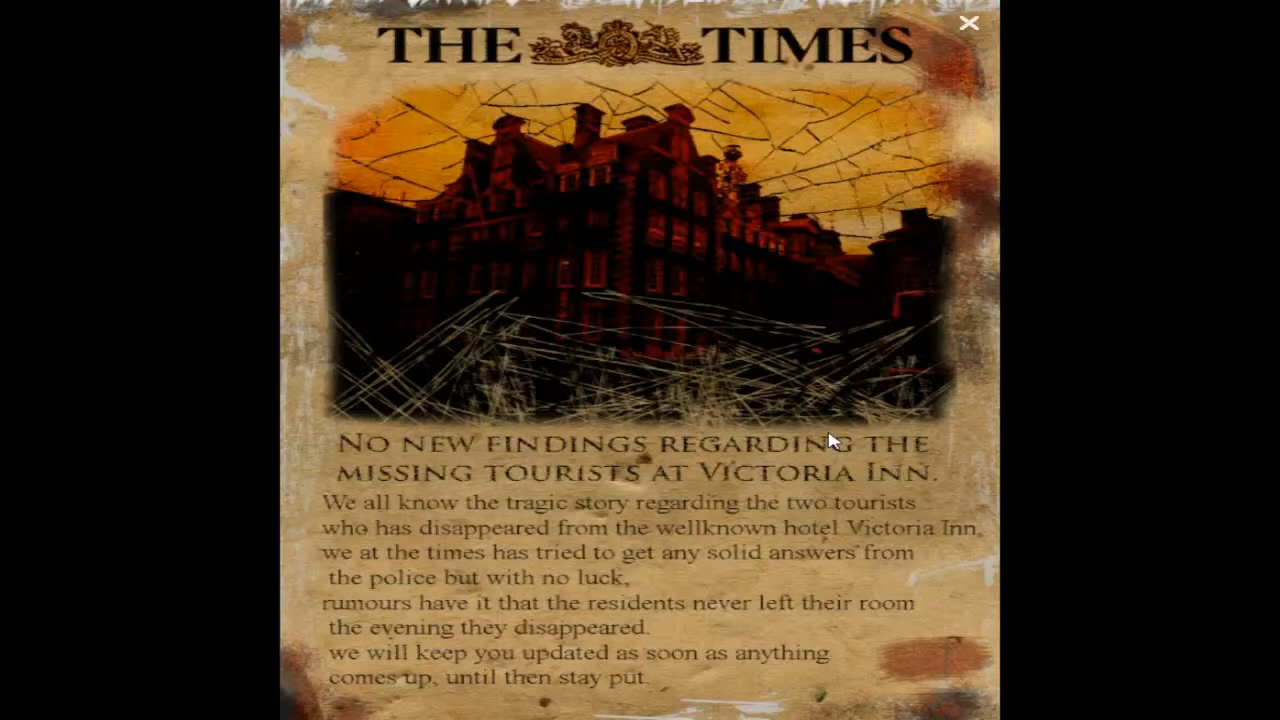 THE TIMES
NO NEW FINDINGS REGARDING THE
MISSING TOURISTS AT VICTORIA INN.
We all know the tragic story regarding the two tourists
who has disappeared from the wellknown hotel Victoria Inn,
we at the times has tried to get any solid answers from
the police but with no luck,
rumours have it that the residents never left their room
the evening they disappeared.
we will keep you updated as soon as anything
comes up, until then stay put.